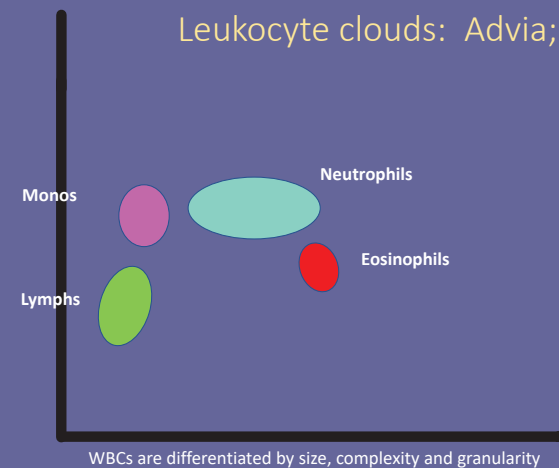 Leukocyte clouds: Advia;
Neutrophils
Monos
Eosinophils
Lymphs
WBCs are differentiated by size, complexity and granularity